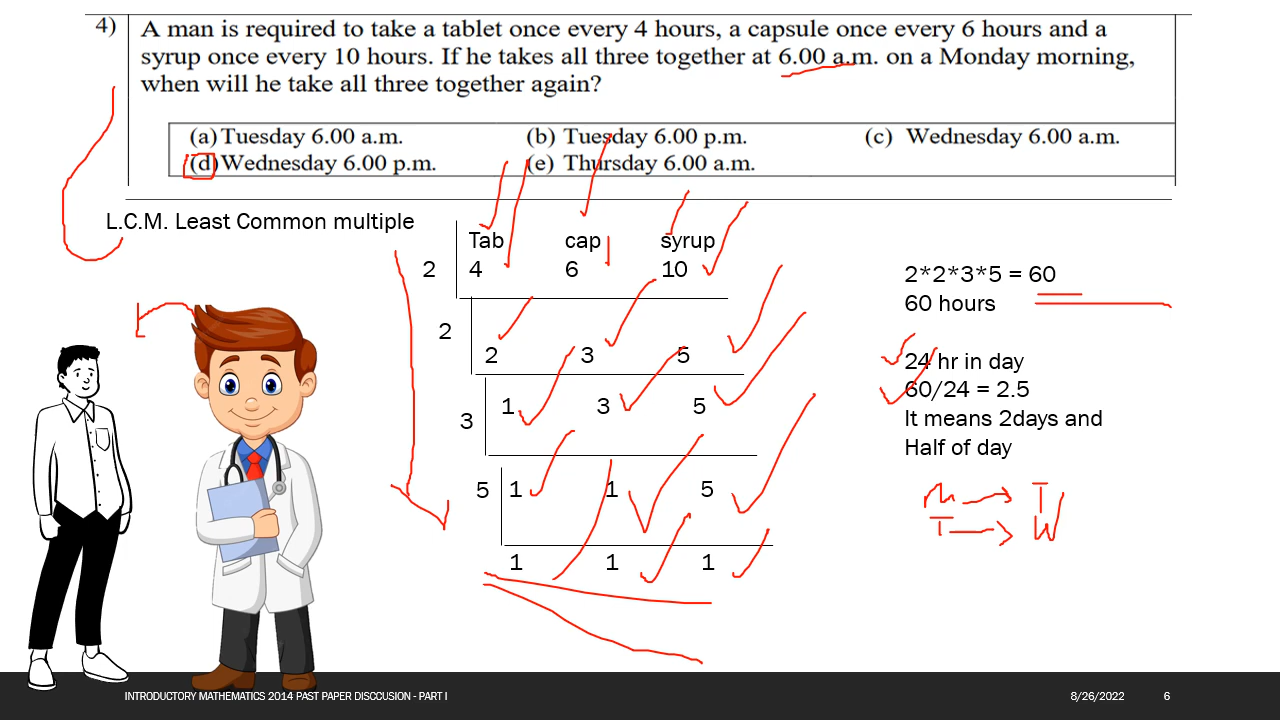 4) A man is required to take a tablet once every 4 hours, a capsule once every 6 hours and a
syrup once every 10 hours. If he takes all three together at 6.00 a.m. on a Monday morning,
when will he take all three together again?
(a) Tuesday 6.00 a.m. (b) Tuesday 6.00 p.m. (c) Wednesday 6.00 a.m.
(d) Wednesday 6.00 p.m. (e) Thursday 6.00 a.m.
L.C.M. Least Common multiple
Tab cap syrup
2 4 6 10
2
2 3 5
3 1 3 5
5 1 1 5
1 1 1
2*2*3*5 = 60
60 hours
24 hr in day
60/24 = 2.5
It means 2days and
Half of day
M → T
T → W
INTRODUCTORY MATHEMATICS 2014 PAST PAPER DISCCUSION - PART I 8/26/2022 6